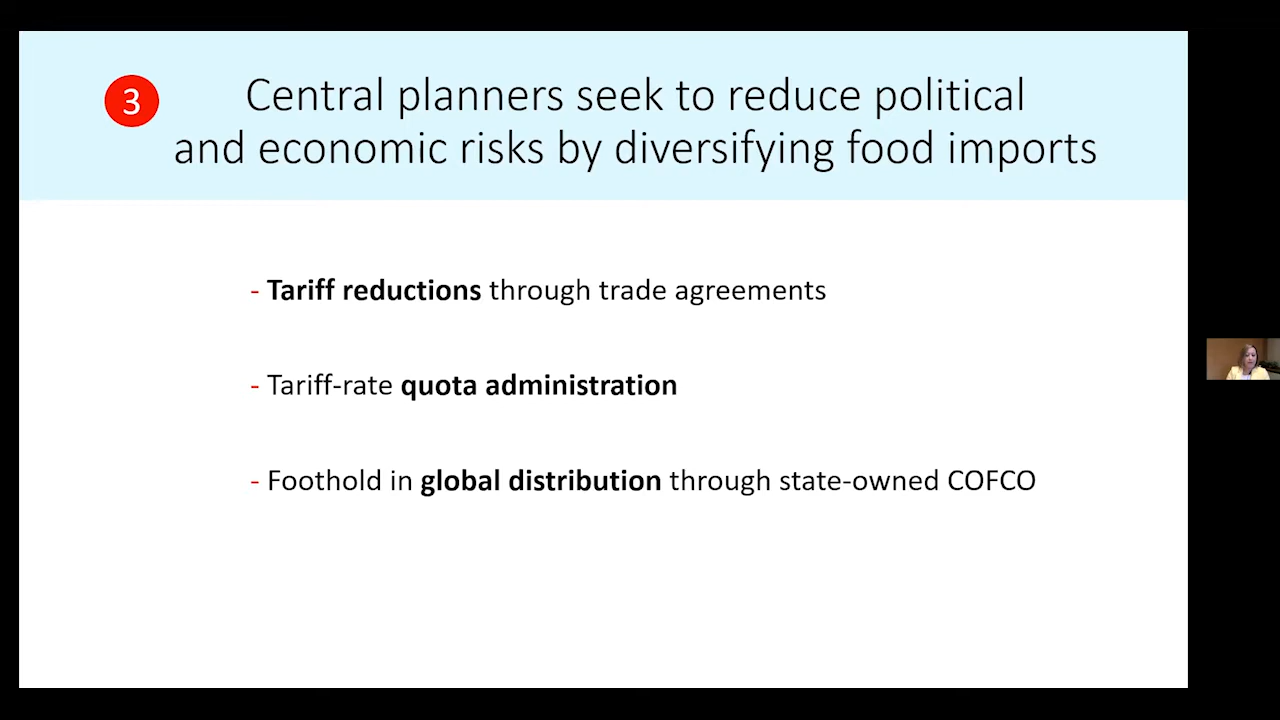 3
Central planners seek to reduce political
and economic risks by diversifying food imports
- Tariff reductions through trade agreements
- Tariff-rate quota administration
- Foothold in global distribution through state-owned COFCO